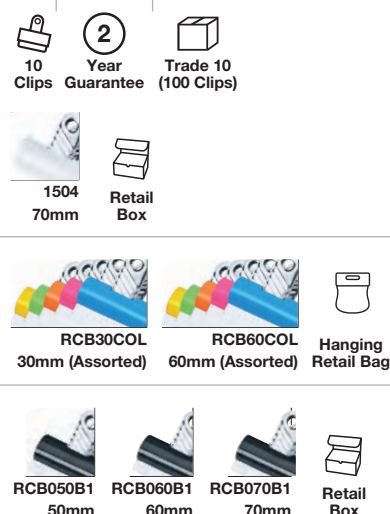 2
10 Year Trade 10
Clips Guarantee (100 Clips)
1504 Retail
70mm Box
RCB30COL RCB60COL Hanging
30mm (Assorted) 60mm (Assorted) Retail Bag
RCB050B1 RCB060B1 RCB070B1 Retail
50mm 60mm 70mm Box